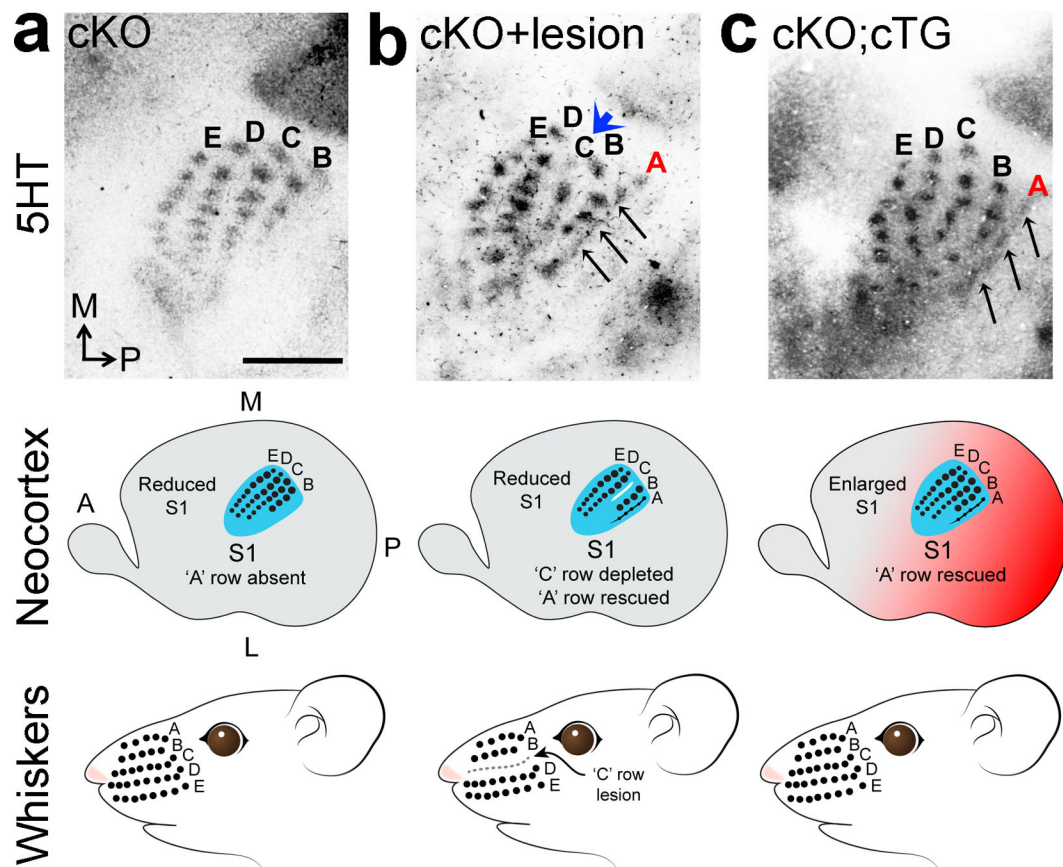 a cKO
b cKO+lesion
c cKO;cTG
5HT
E D C B
M
P
E D C B A
E D C B A
Neocortex
M
A
Reduced
S1
E D C B
S1
'A' row absent
P
L
Reduced
S1
E D C B A
S1
'C' row depleted
'A' row rescued
Enlarged
S1
E D C B A
S1
'A' row rescued
Whiskers
A
B
C
D
E
A
B
D
E
'C' row
lesion
A
B
C
D
E